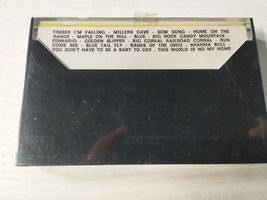 TIMBER I'M FALLING - MILLERS CAVE - SOW SONG - HOME ON THE
RANGE - MAPLE ON THE HILL - BLUE - BIG ROCK CANDY MOUNTAIN -
FENNARIO - GOLDEN SLIPPER - BIG CORRAL RAILROAD CORRAL - RUN
COME SEE - BLUE TAIL FLY - BANKS OF THE OHIO - BRAHMA BULL -
YOU DON'T HAVE TO BE A BABY TO CRY - THIS WORLD IS NO MY HOME